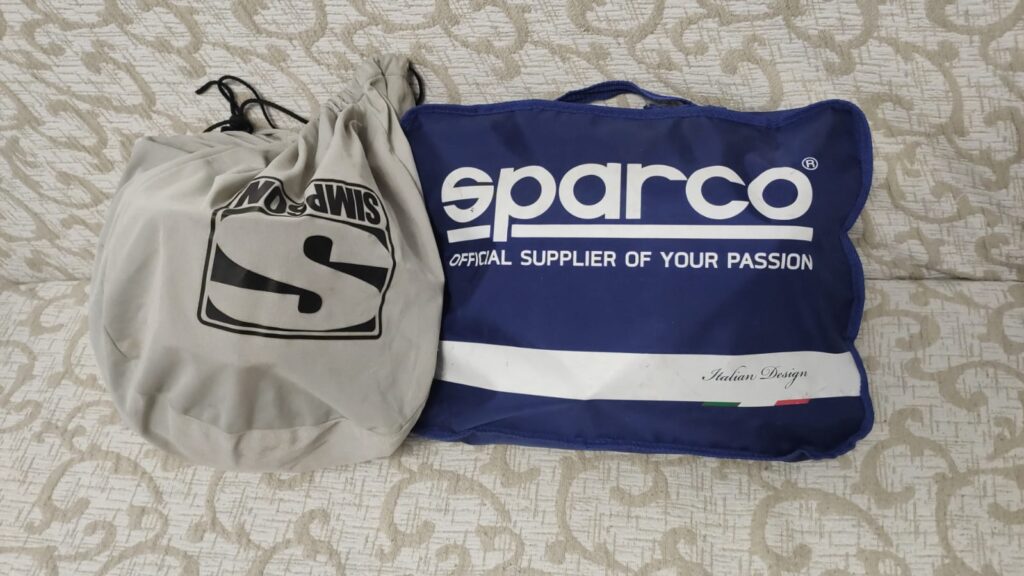 SIMPSON
S
sparco®
OFFICIAL SUPPLIER OF YOUR PASSION
Italian Design